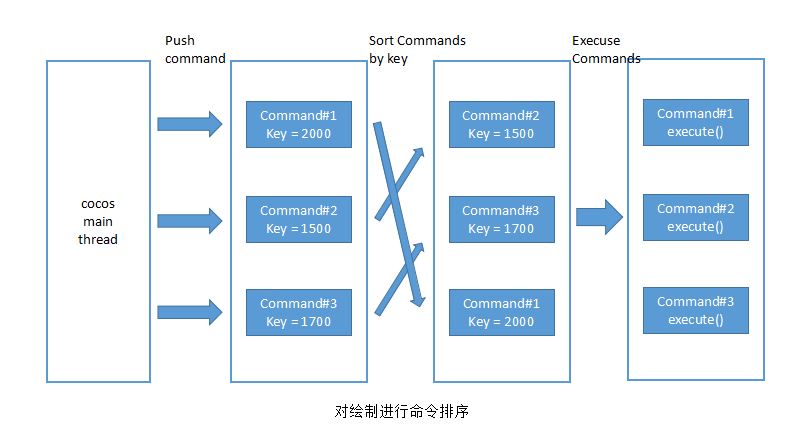 Push
command
Sort Commands
by key
Execuse
Commands
cocos
main
thread
Command#1
Key = 2000
Command#2
Key = 1500
Command#3
Key = 1700
Command#2
Key = 1500
Command#3
Key = 1700
Command#1
Key = 2000
Command#1
execute()
Command#2
execute()
Command#3
execute()
对绘制进行命令排序